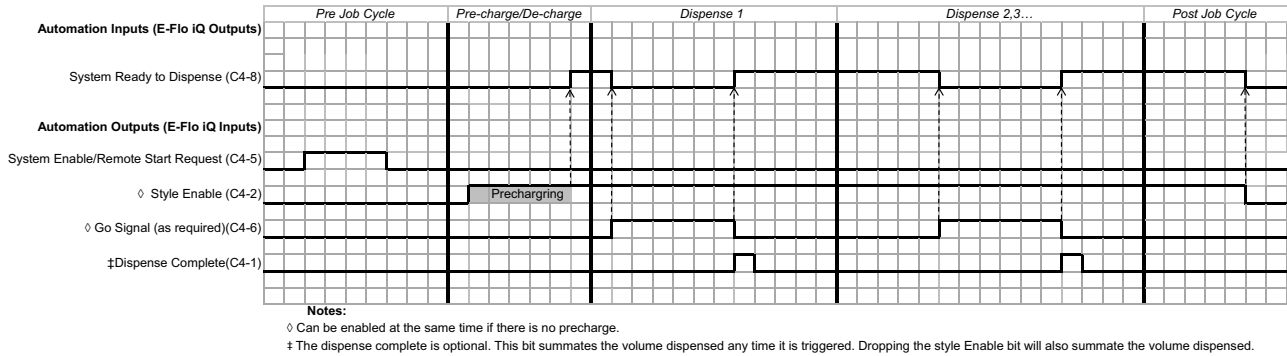 Pre Job Cycle Pre-charge/De-charge Dispense 1 Dispense 2,3... Post Job Cycle
Automation Inputs (E-Flo iQ Outputs)
System Ready to Dispense (C4-8)
Automation Outputs (E-Flo iQ Inputs)
System Enable/Remote Start Request (C4-5)
◊ Style Enable (C4-2) Prechargring
◊ Go Signal (as required)(C4-6)
‡Dispense Complete(C4-1)
Notes:
◊ Can be enabled at the same time if there is no precharge.
‡ The dispense complete is optional. This bit summates the volume dispensed any time it is triggered. Dropping the style Enable bit will also summate the volume dispensed.